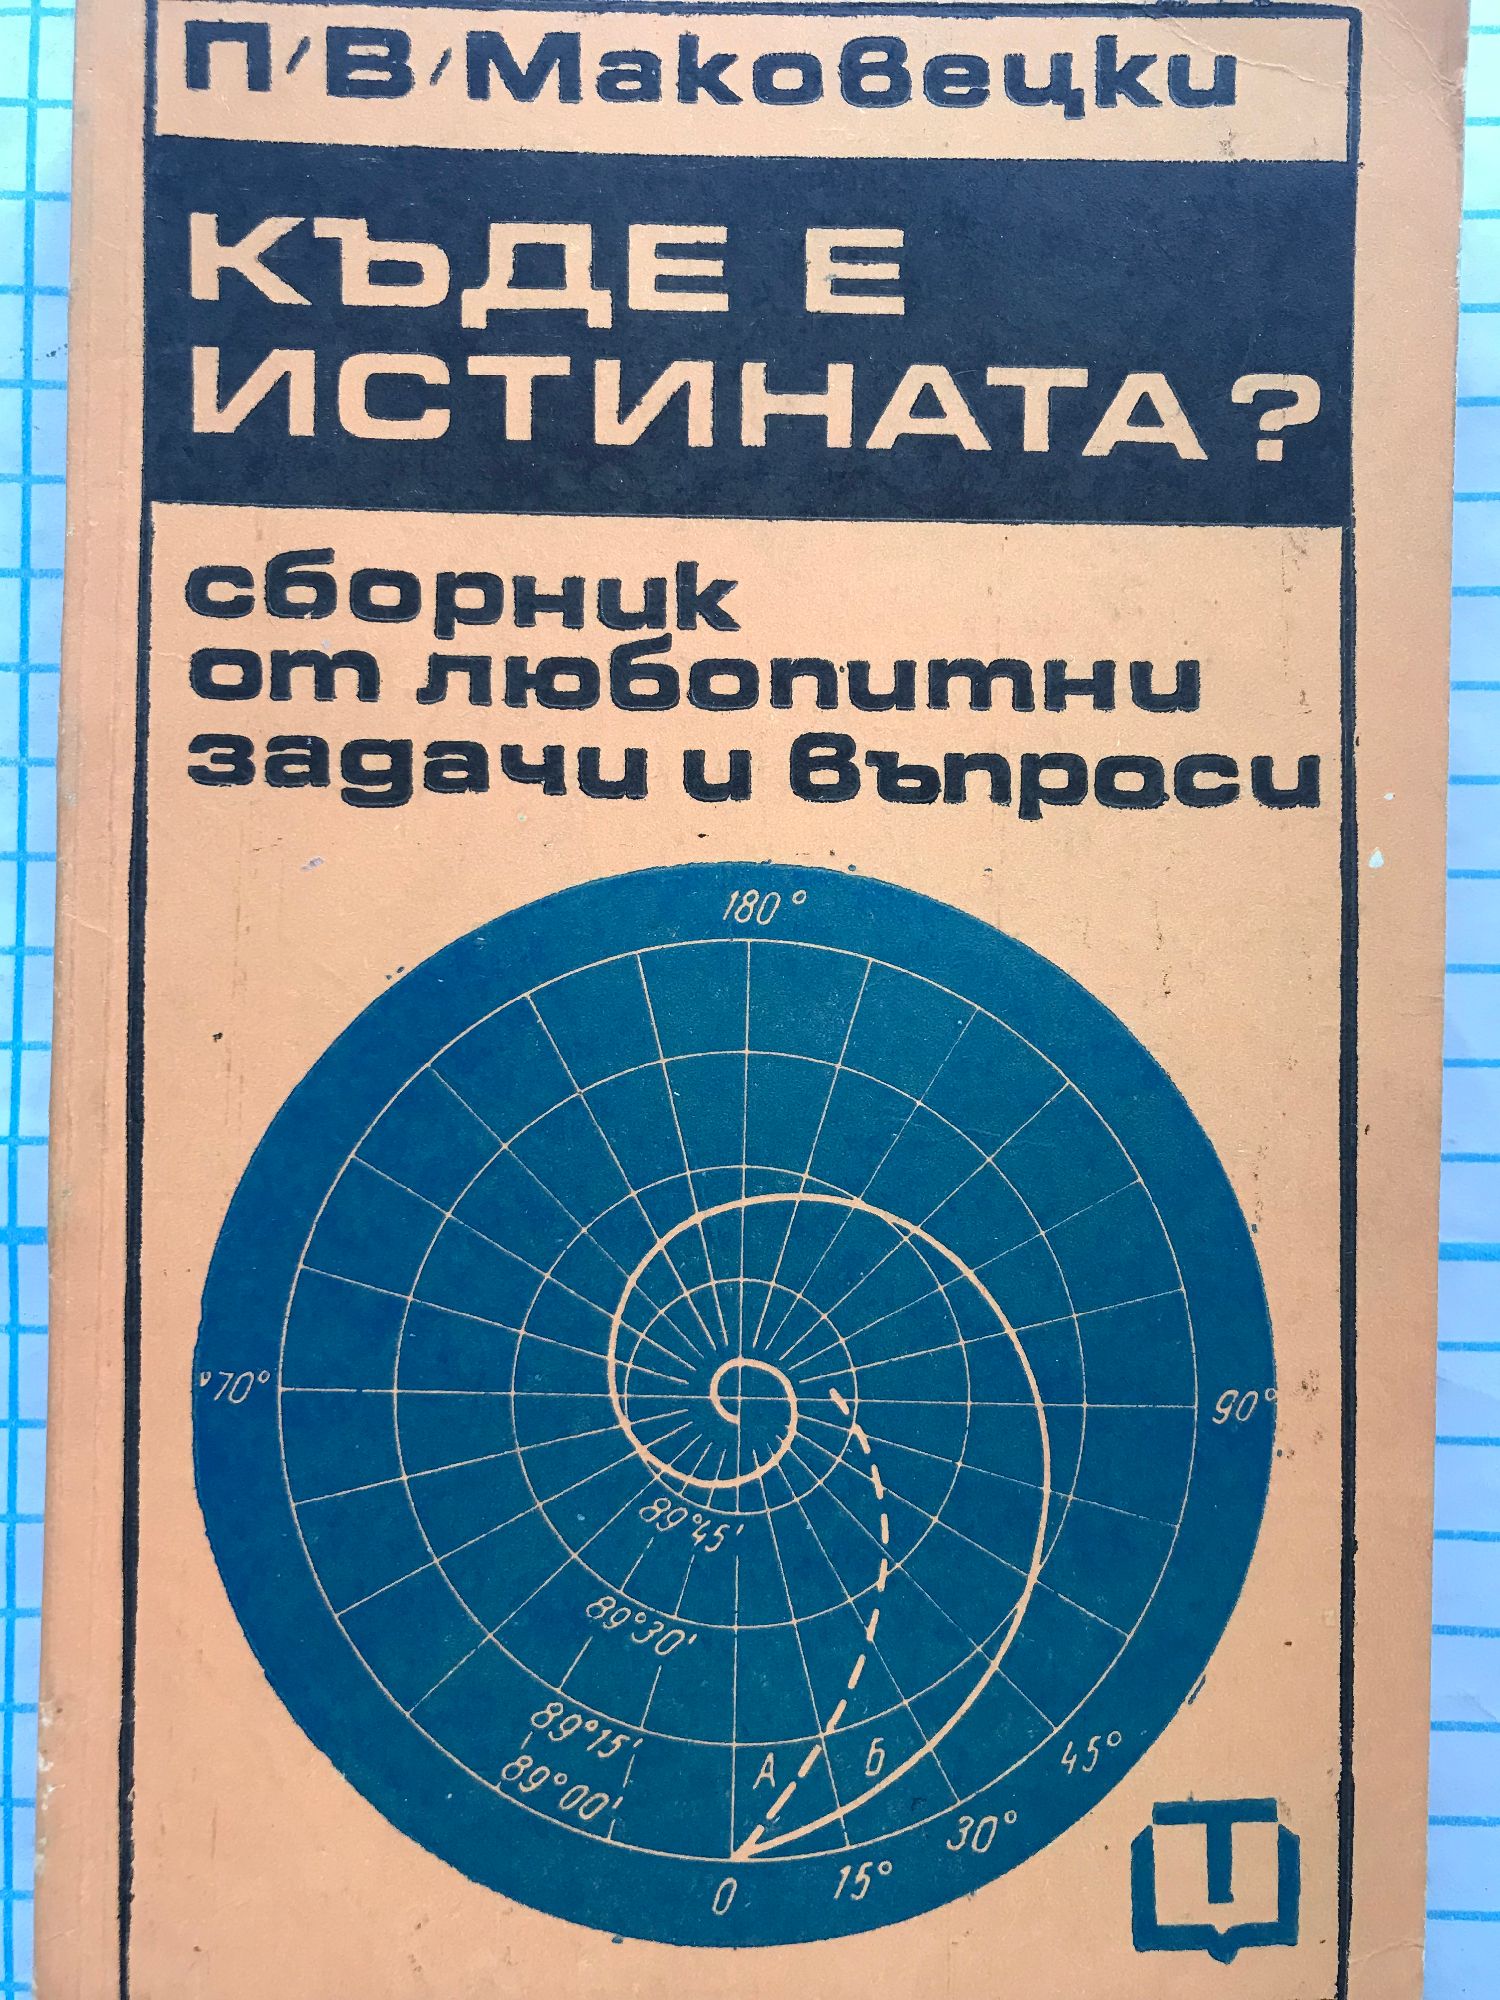 П/В/Маковецки
КЪДЕ Е
ИСТИНАТА?
сборник
от любопитни
задачи и въпроси
180°
70°
90°
89°45'
89°30'
89°15'
89°00'
А
Б
45°
30°
15°
0
Т